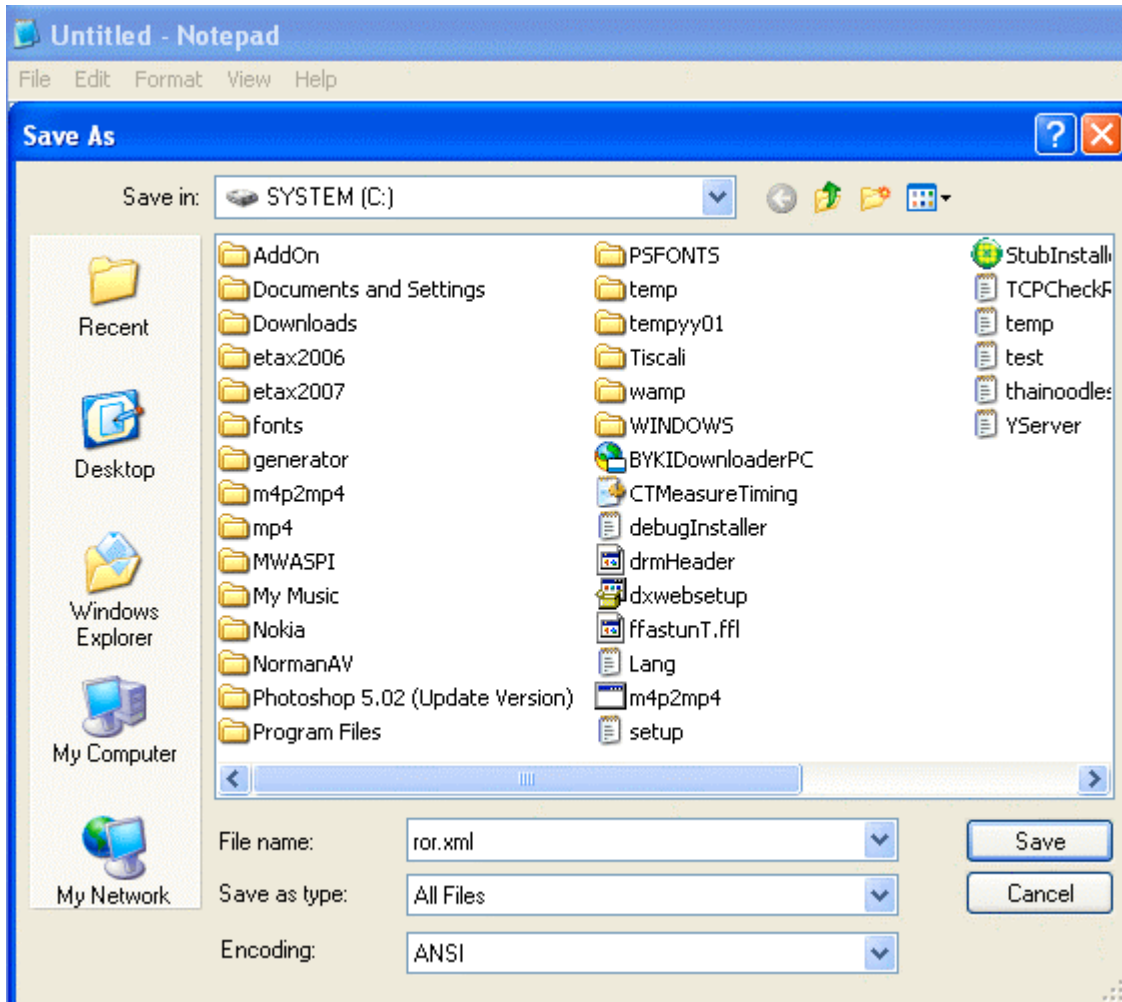 Untitled - Notepad
File Edit Format View Help
Save As
Save in: SYSTEM (C:)
Recent
Desktop
Windows
Explorer
My Computer
My Network
AddOn
Documents and Settings
Downloads
etax2006
etax2007
fonts
generator
m4p2mp4
mp4
MWASPI
My Music
Nokia
NormanAV
Photoshop 5.02 (Update Version)
Program Files
PSFONTS
temp
tempyy01
Tiscali
wamp
WINDOWS
BYKIDownloaderPC
CTMeasureTiming
debugInstaller
drmHeader
dxwebsetup
ffastunT.ffl
Lang
m4p2mp4
setup
StubInstall
TCPCheckR
temp
test
thainoodles
YServer
File name: ror.xml Save
Save as type: All Files Cancel
Encoding: ANSI